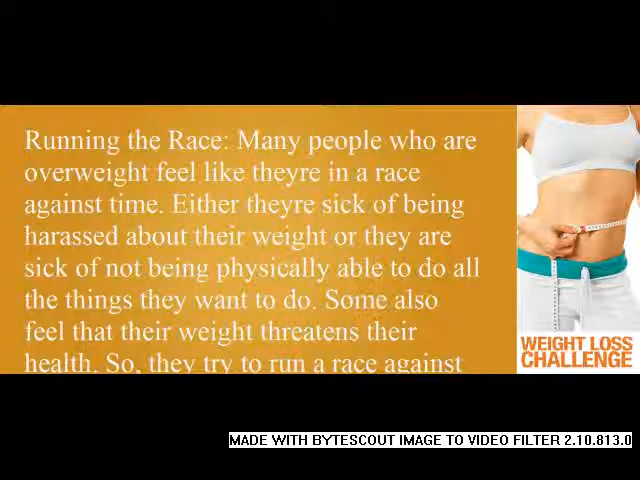 Running the Race: Many people who are
overweight feel like theyre in a race
against time. Either theyre sick of being
harassed about their weight or they are
sick of not being physically able to do all
the things they want to do. Some also
feel that their weight threatens their
health. So, they try to run a race against
WEIGHT LOSS
CHALLENGE
MADE WITH BYTESCOUT IMAGE TO VIDEO FILTER 2.10.813.0